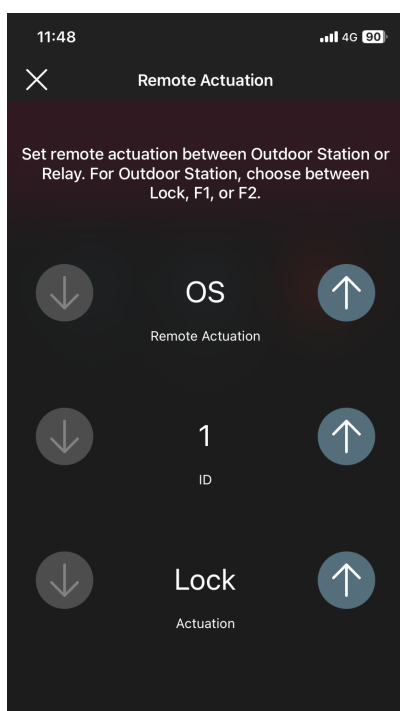 11:48
4G 90
Remote Actuation
Set remote actuation between Outdoor Station or
Relay. For Outdoor Station, choose between
Lock, F1, or F2.
OS
Remote Actuation
1
ID
Lock
Actuation